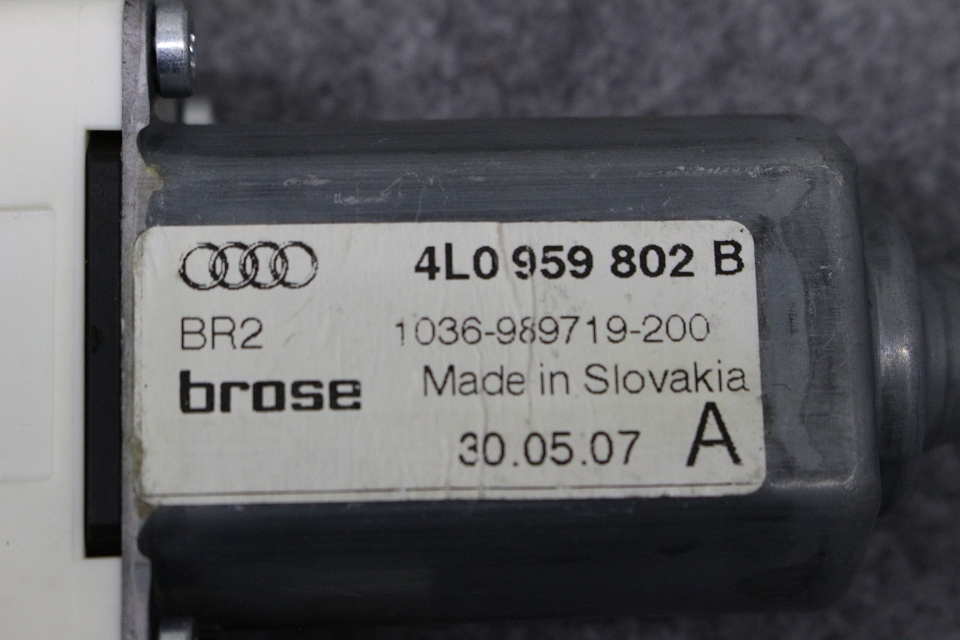 4L0 959 802 B
BR2 1036-989719-200
brose Made in Slovakia
30.05.07 A